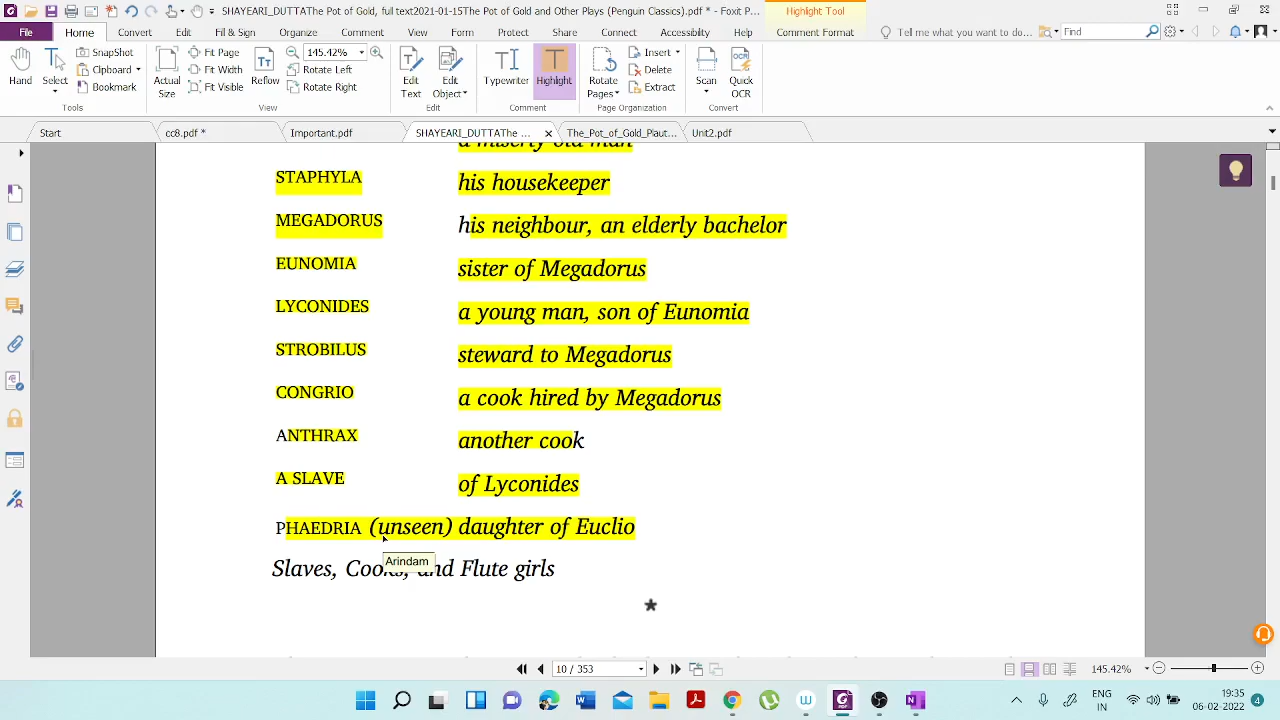 SHAYEARI_DUTTAThe Pot of Gold, full text2021-01-15The Pot of Gold and Other Plays (Penguin Classics).pdf - Foxit P...
Highlight Tool
File Home Convert Edit Fill & Sign Organize Comment View Form Protect Share Connect Accessibility Help Comment Format
Tell me what you want to do... Find
Hand
Select
SnapShot
Clipboard
Bookmark
Tools
Actual Size
Fit Page
Fit Width
Fit Visible
Reflow
145.42%
Rotate Left
Rotate Right
View
Edit Text
Edit Object
Edit
Typewriter
Highlight
Comment
Rotate Pages
Insert
Delete
Extract
Page Organization
Scan
Quick OCR
Convert
Start cc8.pdf * Important.pdf SHAYEARI_DUTTAThe ... The_Pot_of_Gold_Plaut... Unit2.pdf
a miserly old man
STAPHYLA his housekeeper
MEGADORUS his neighbour, an elderly bachelor
EUNOMIA sister of Megadorus
LYCONIDES a young man, son of Eunomia
STROBILUS steward to Megadorus
CONGRIO a cook hired by Megadorus
ANTHRAX another cook
A SLAVE of Lyconides
PHAEDRIA (unseen) daughter of Euclio
Arindam
Slaves, Cooks, and Flute girls
*
10 / 353
145.42%
ENG
IN
19:35
06-02-2022
4